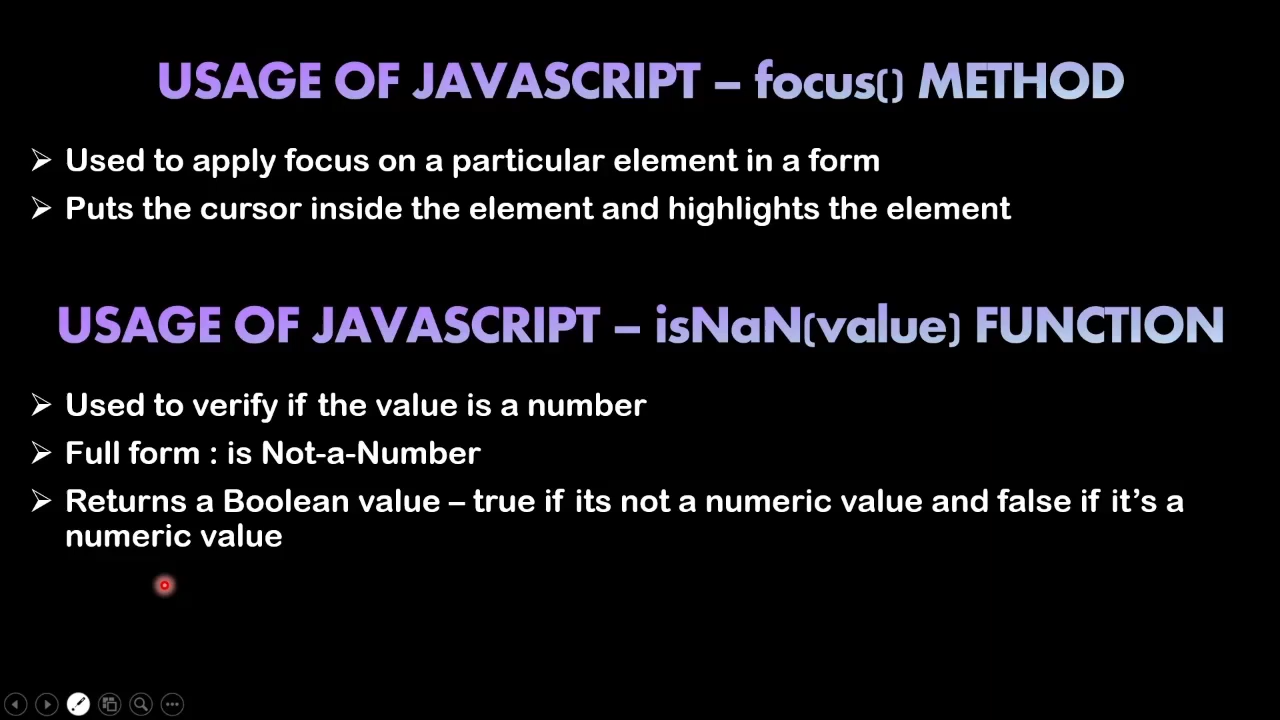 USAGE OF JAVASCRIPT – focus() METHOD
Used to apply focus on a particular element in a form
Puts the cursor inside the element and highlights the element
USAGE OF JAVASCRIPT – isNaN(value) FUNCTION
Used to verify if the value is a number
Full form : is Not-a-Number
Returns a Boolean value – true if its not a numeric value and false if it’s a
numeric value